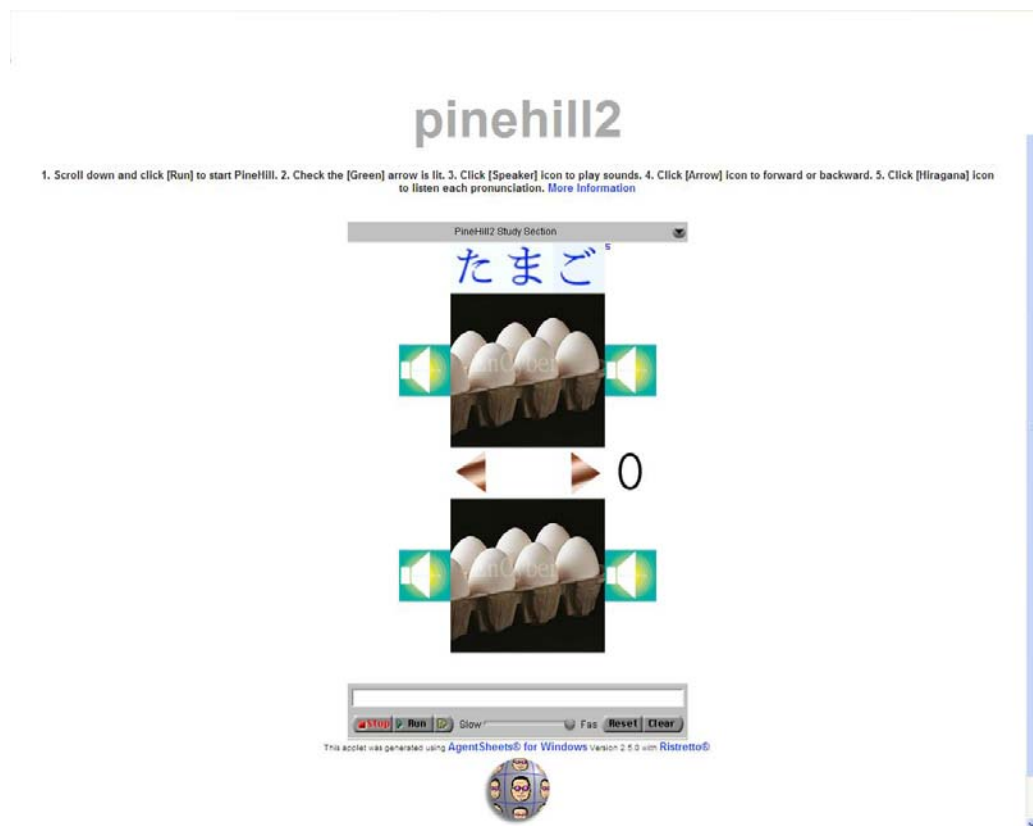 pinehill2
1. Scroll down and click [Run] to start PineHill. 2. Check the [Green] arrow is lit. 3. Click [Speaker] icon to play sounds. 4. Click [Arrow] icon to forward or backward. 5. Click [Hiragana] icon
to listen each pronunciation. More Information
PineHill2 Study Section
たまご
5
0
Stop Run Slow Fas Reset Clear
This applet was generated using AgentSheets® for Windows Version 2.5.0 with Ristretto®